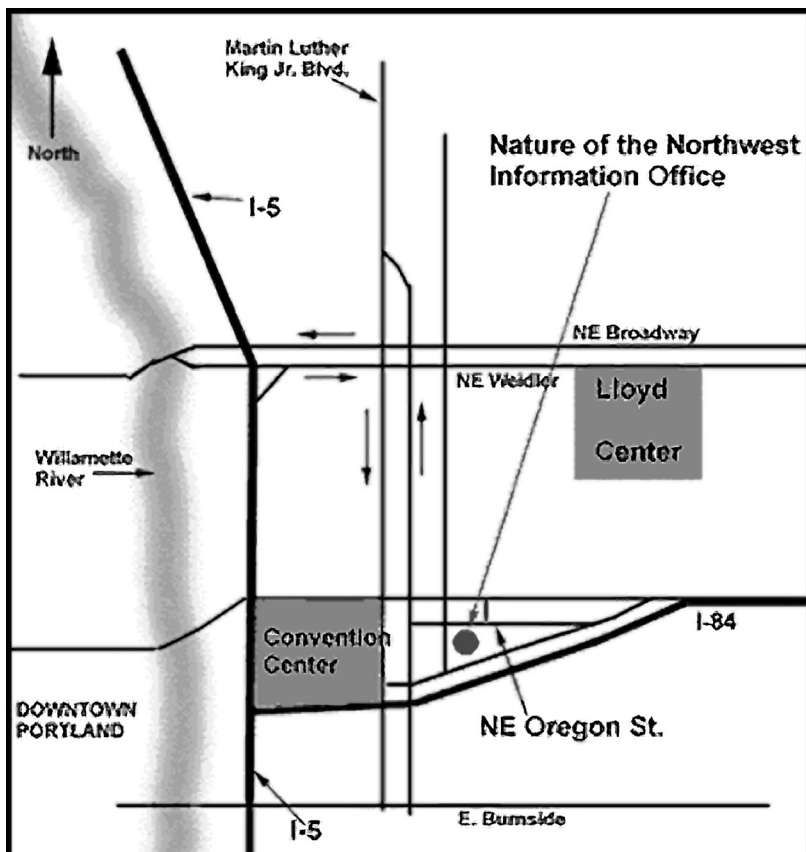 Martin Luther
King Jr. Blvd.
North
Nature of the Northwest
Information Office
I-5
NE Broadway
NE Weidler
Lloyd
Center
Willamette
River
Convention
Center
I-84
DOWNTOWN
PORTLAND
NE Oregon St.
I-5
E. Burnside